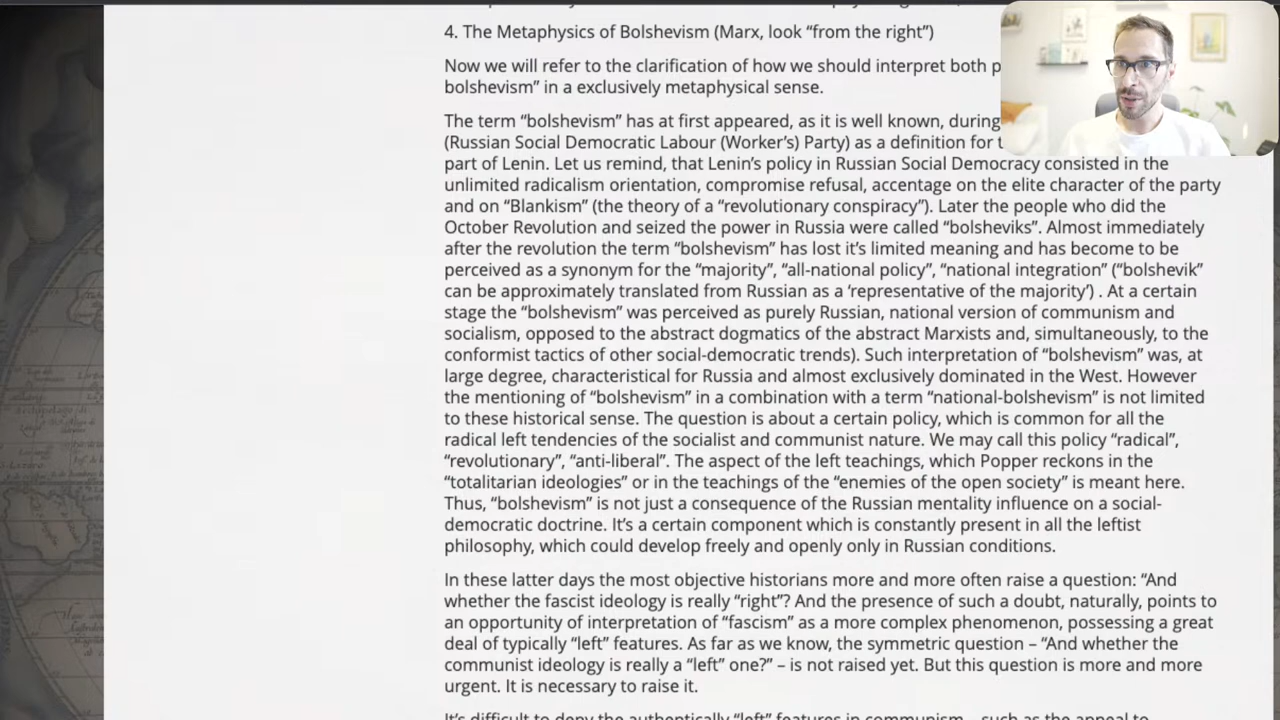 4. The Metaphysics of Bolshevism (Marx, look “from the right”)
Now we will refer to the clarification of how we should interpret both
bolshevism” in a exclusively metaphysical sense.
The term “bolshevism” has at first appeared, as it is well known, during
(Russian Social Democratic Labour (Worker’s) Party) as a definition for
part of Lenin. Let us remind, that Lenin’s policy in Russian Social Democracy consisted in the
unlimited radicalism orientation, compromise refusal, accentage on the elite character of the party
and on “Blankism” (the theory of a “revolutionary conspiracy”). Later the people who did the
October Revolution and seized the power in Russia were called “bolsheviks”. Almost immediately
after the revolution the term “bolshevism” has lost it’s limited meaning and has become to be
perceived as a synonym for the “majority”, “all-national policy”, “national integration” (“bolshevik”
can be approximately translated from Russian as a ‘representative of the majority’) . At a certain
stage the “bolshevism” was perceived as purely Russian, national version of communism and
socialism, opposed to the abstract dogmatics of the abstract Marxists and, simultaneously, to the
conformist tactics of other social-democratic trends). Such interpretation of “bolshevism” was, at
large degree, characteristical for Russia and almost exclusively dominated in the West. However
the mentioning of “bolshevism” in a combination with a term “national-bolshevism” is not limited
to these historical sense. The question is about a certain policy, which is common for all the
radical left tendencies of the socialist and communist nature. We may call this policy “radical”,
“revolutionary”, “anti-liberal”. The aspect of the left teachings, which Popper reckons in the
“totalitarian ideologies” or in the teachings of the “enemies of the open society” is meant here.
Thus, “bolshevism” is not just a consequence of the Russian mentality influence on a social-
democratic doctrine. It’s a certain component which is constantly present in all the leftist
philosophy, which could develop freely and openly only in Russian conditions.
In these latter days the most objective historians more and more often raise a question: “And
whether the fascist ideology is really “right”? And the presence of such a doubt, naturally, points to
an opportunity of interpretation of “fascism” as a more complex phenomenon, possessing a great
deal of typically “left” features. As far as we know, the symmetric question – “And whether the
communist ideology is really a “left” one?” – is not raised yet. But this question is more and more
urgent. It is necessary to raise it.
It’s difficult to deny the authentically “left” features in communism – such as the appeal to